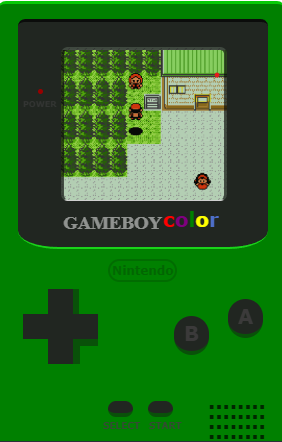 POWER
GAMEBOY color
Nintendo
A
B
SELECT START